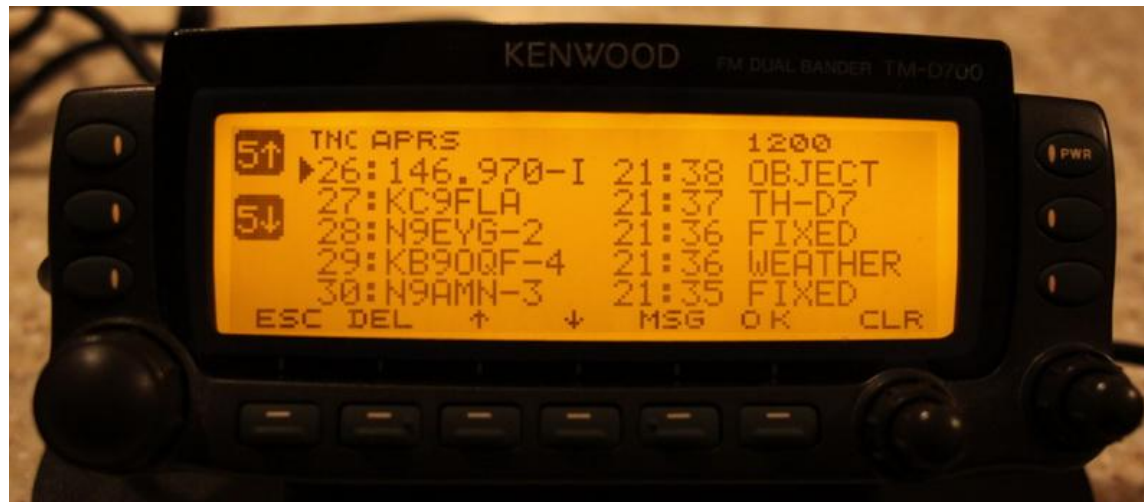 KENWOOD FM DUAL BANDER TM-D700
TNC APRS 1200
5↑ ▶26:146.970-I 21:38 OBJECT
27:KC9FLA 21:37 TH-D7
5↓ 28:N9EYG-2 21:36 FIXED
29:KB9OQF-4 21:36 WEATHER
30:N9AMN-3 21:35 FIXED
ESC DEL ↑ ↓ MSG OK CLR
PWR